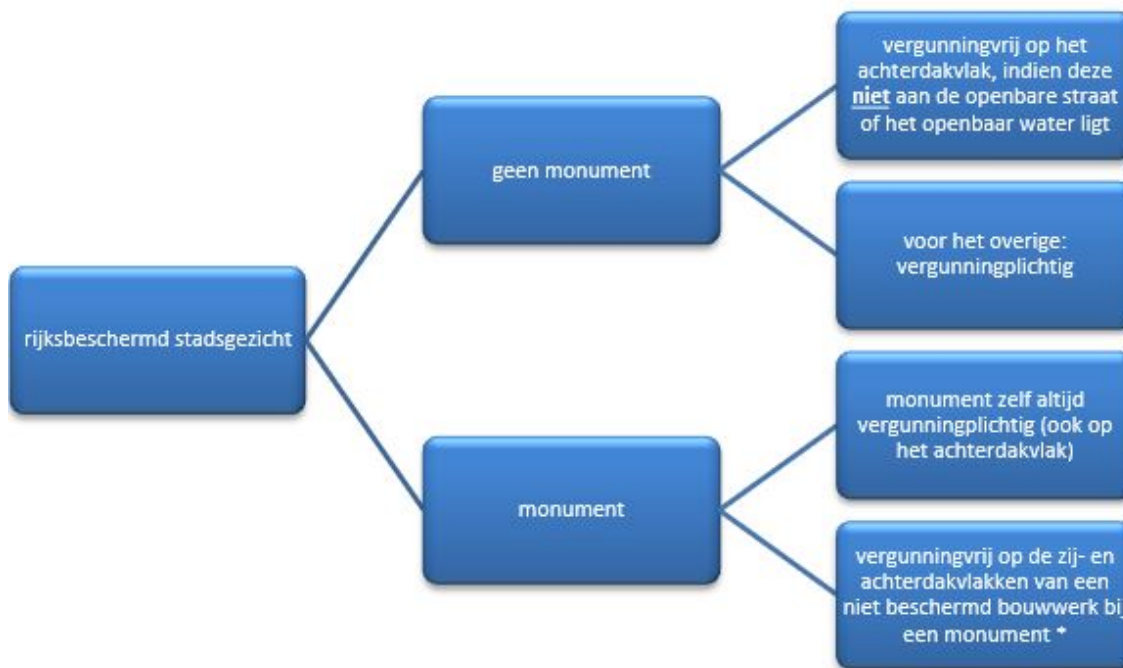 rijksbeschermd stadsgezicht
geen monument
vergunningvrij op het
achterdakvlak, indien deze
niet aan de openbare straat
of het openbaar water ligt
voor het overige:
vergunningplichtig
monument
monument zelf altijd
vergunningplichtig (ook op
het achterdakvlak)
vergunningvrij op de zij- en
achterdakvlakken van een
niet beschermd bouwwerk bij
een monument *